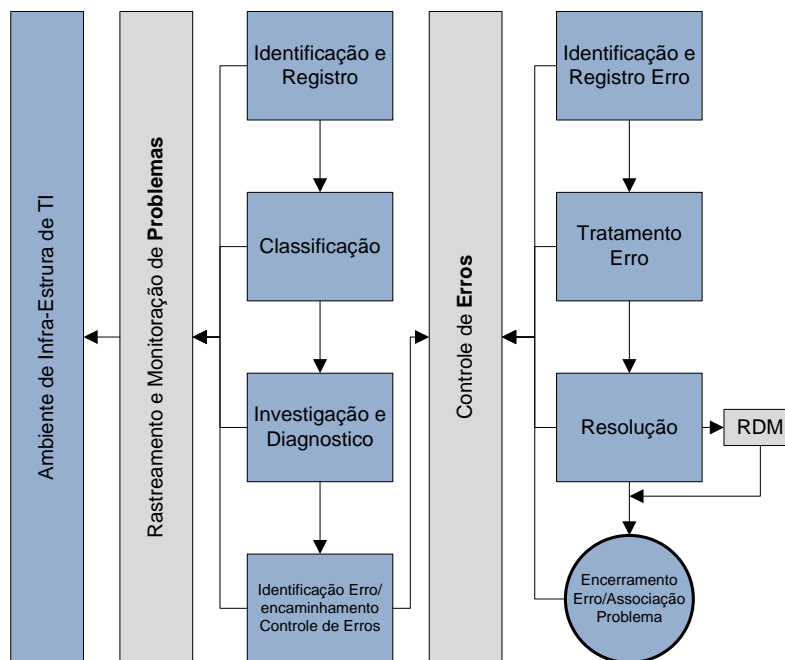 Ambiente de Infra-Estrura de TI
Rastreamento e Monitoração de Problemas
Identificação e
Registro
Classificação
Investigação e
Diagnostico
Identificação Erro/
encaminhamento
Controle de Erros
Controle de Erros
Identificação e
Registro Erro
Tratamento
Erro
Resolução
RDM
Encerramento
Erro/Associação
Problema